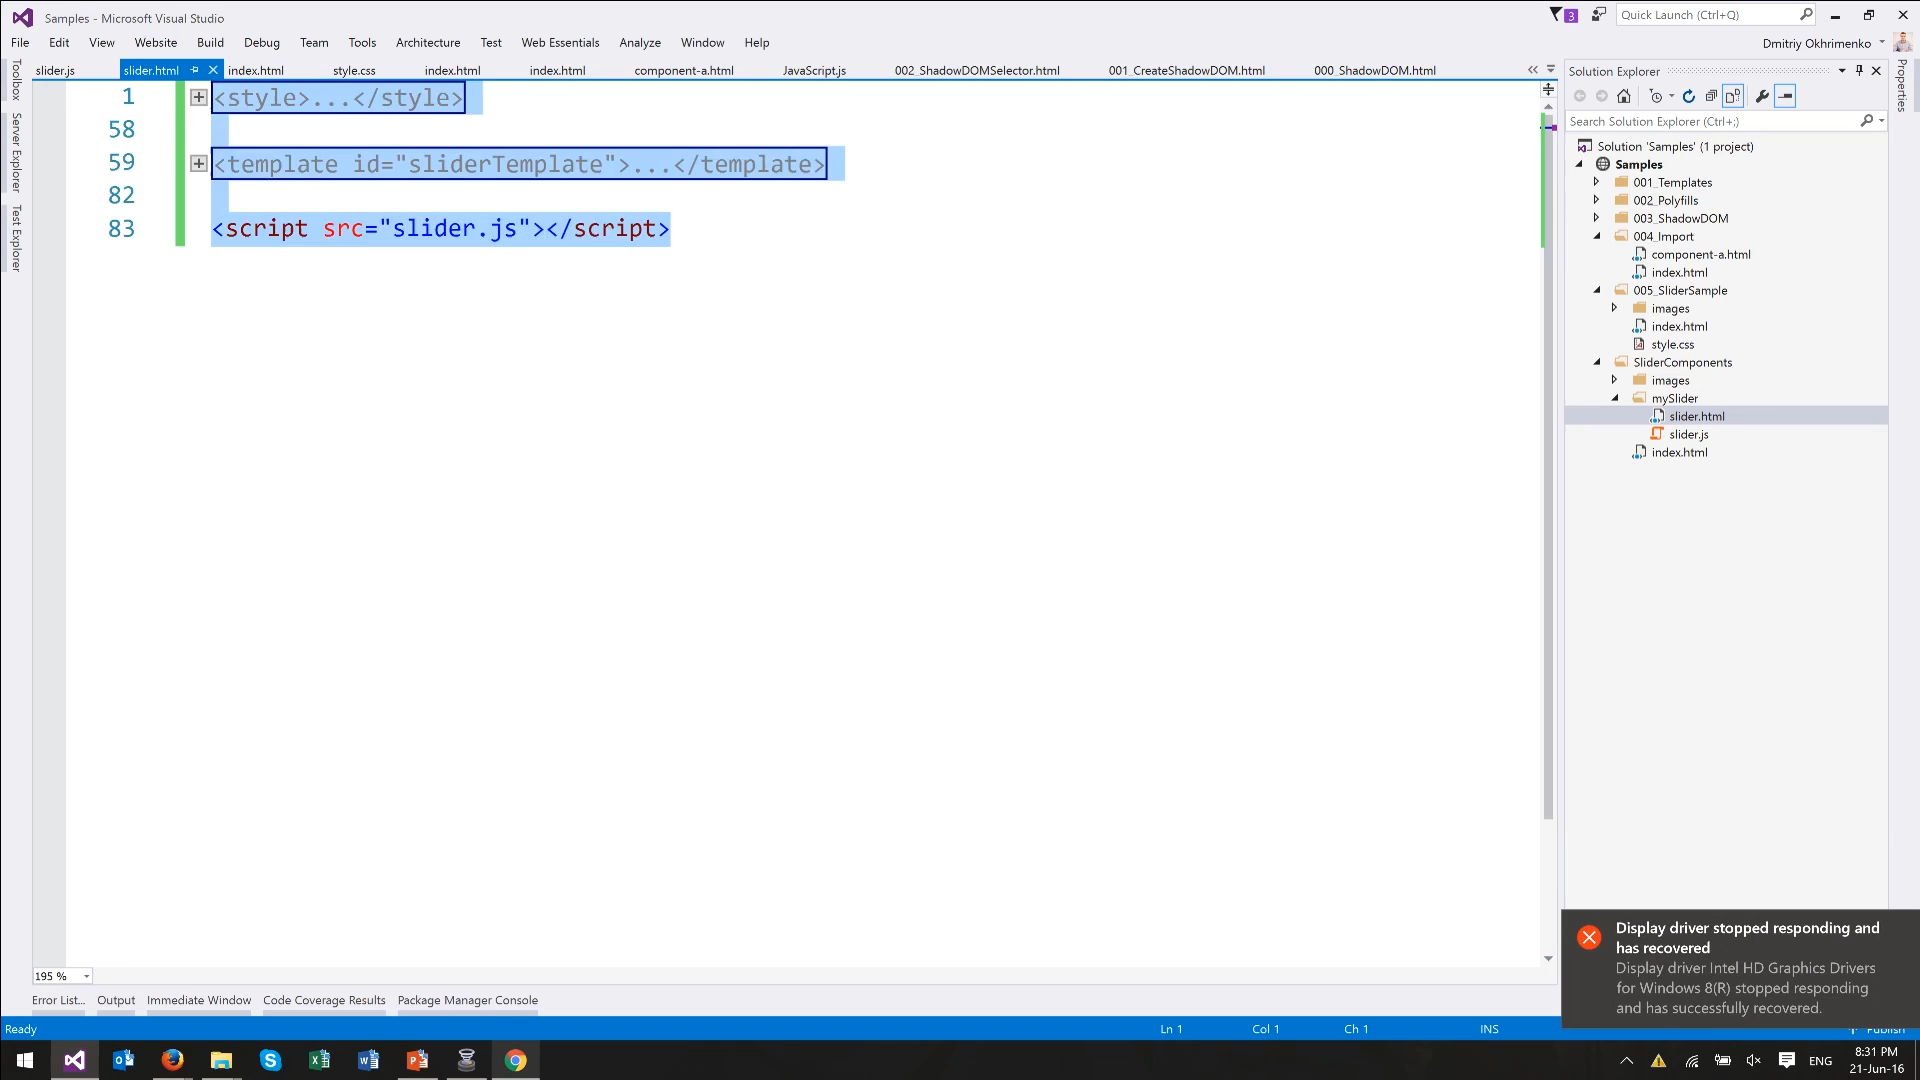 Samples - Microsoft Visual Studio
3
Quick Launch (Ctrl+Q)
File Edit View Website Build Debug Team Tools Architecture Test Web Essentials Analyze Window Help
Dmitriy Okhrimenko
slider.js slider.html index.html style.css index.html index.html component-a.html JavaScript.js 002_ShadowDOMSelector.html 001_CreateShadowDOM.html 000_ShadowDOM.html
Toolbox
Server Explorer
Test Explorer
1 <style>...</style>
58
59 <template id="sliderTemplate">...</template>
82
83 <script src="slider.js"></script>
195 %
Solution Explorer
Search Solution Explorer (Ctrl+;)
Solution 'Samples' (1 project)
Samples
001_Templates
002_Polyfills
003_ShadowDOM
004_Import
component-a.html
index.html
005_SliderSample
images
index.html
style.css
SliderComponents
images
mySlider
slider.html
slider.js
index.html
Properties
Display driver stopped responding and
has recovered
Display driver Intel HD Graphics Drivers
for Windows 8(R) stopped responding
and has successfully recovered.
Error List... Output Immediate Window Code Coverage Results Package Manager Console
Ready Ln 1 Col 1 Ch 1 INS Publish
ENG
8:31 PM
21-Jun-16